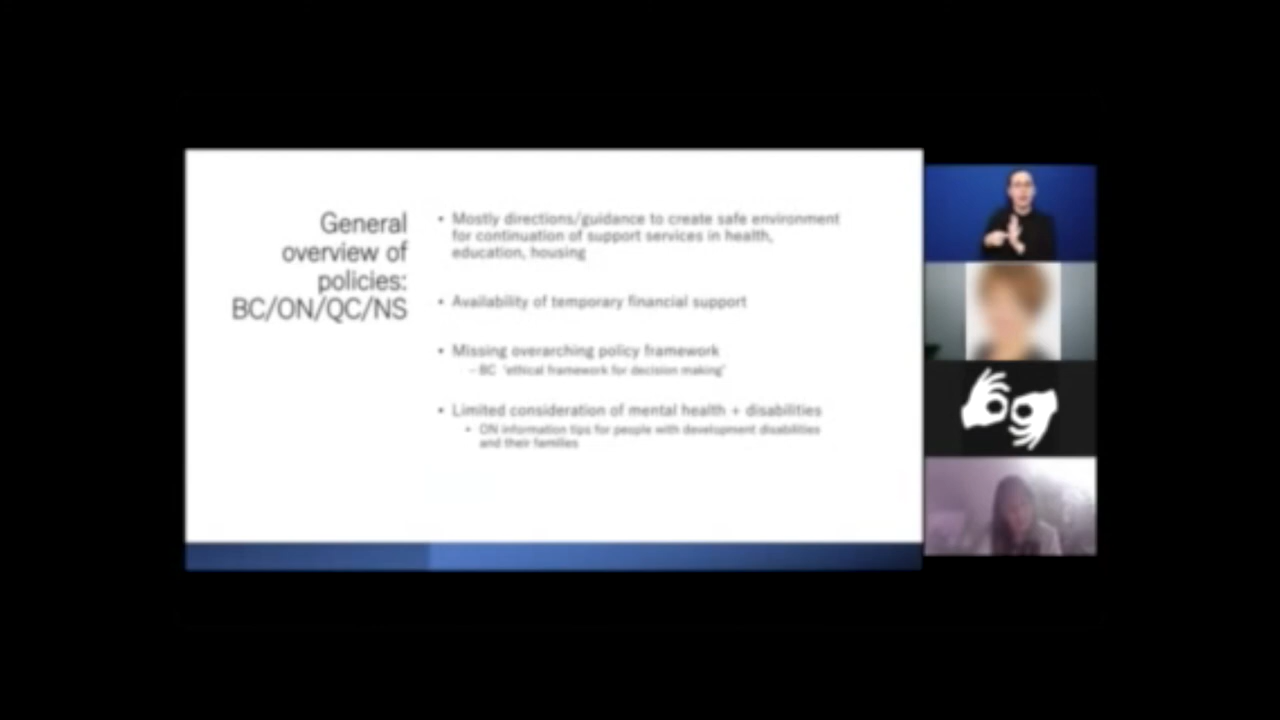 General
overview of
policies:
BC/ON/QC/NS
• Mostly directions/guidance to create safe environment
for continuation of support services in health,
education, housing
• Availability of temporary financial support
• Missing overarching policy framework
– BC 'ethical framework for decision making'
• Limited consideration of mental health + disabilities
• ON information tips for people with development disabilities
and their families